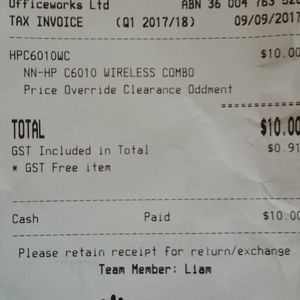 Officeworks Ltd ABN 36 004 763 526
TAX INVOICE (Q1 2017/18) 09/09/2017
HPC6010WC $10.00
NN-HP C6010 WIRELESS COMBO
Price Override Clearance Oddment
TOTAL $10.00
GST Included in Total $0.91
* GST Free item
Cash Paid $10.00
Please retain receipt for return/exchange
Team Member: Liam